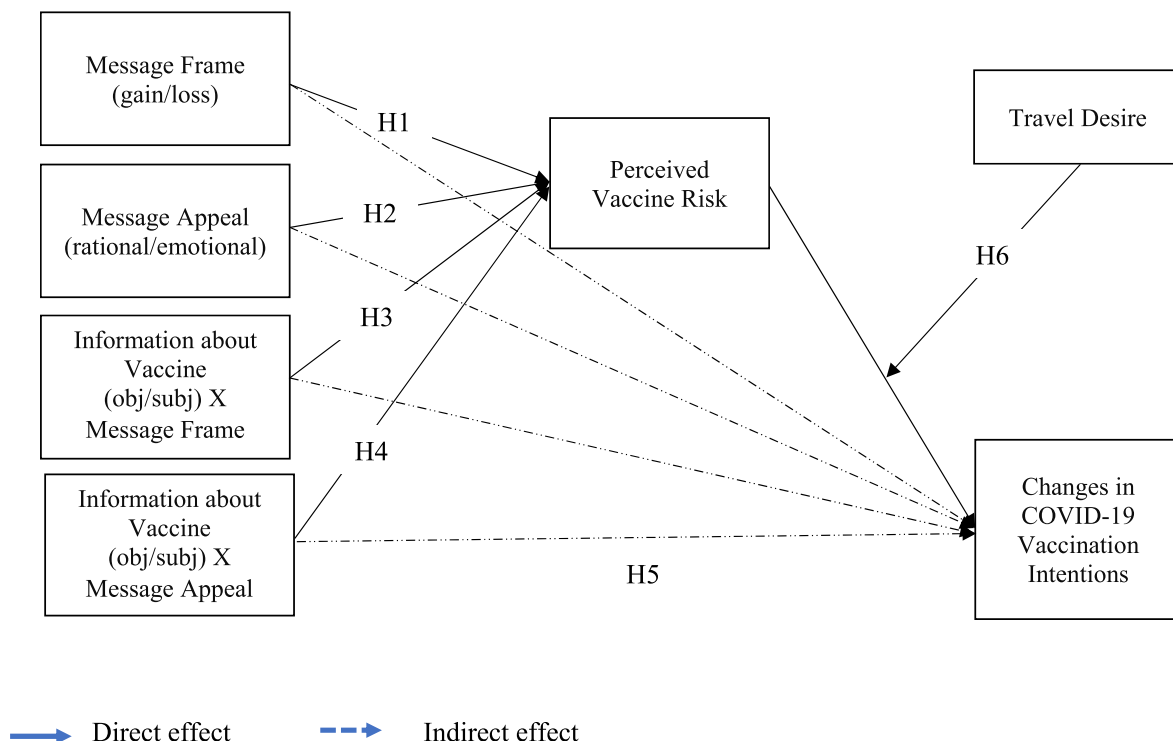 Message Frame
(gain/loss)
H1
Travel Desire
Perceived
Vaccine Risk
Message Appeal
(rational/emotional)
H2
H6
Information about
Vaccine
(obj/subj) X
Message Frame
H3
H4
Information about
Vaccine
(obj/subj) X
Message Appeal
Changes in
COVID-19
Vaccination
Intentions
H5
Direct effect
Indirect effect